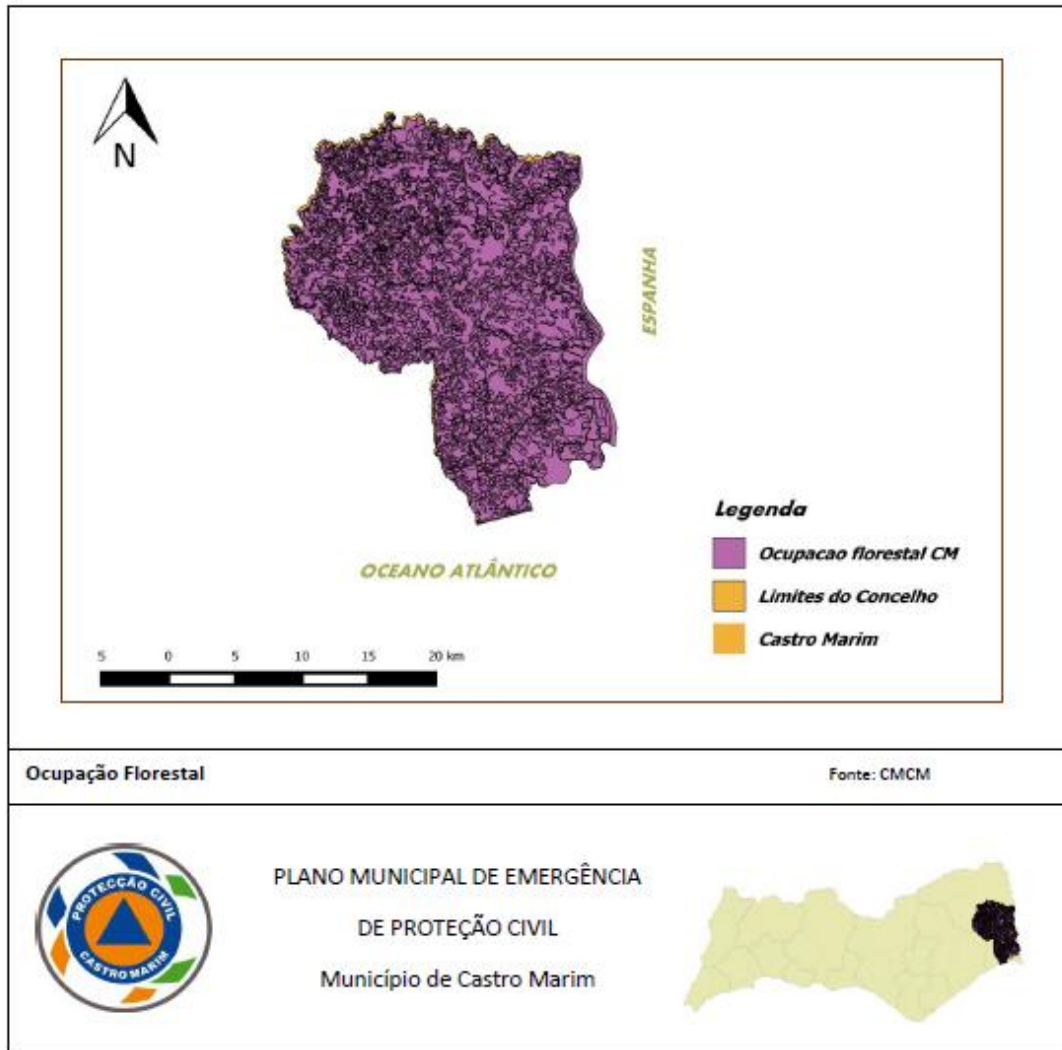 N
ESPANHA
OCEANO ATLÂNTICO
Legenda
Ocupacao florestal CM
Limites do Concelho
Castro Marim
5 0 5 10 15 20 km
Ocupação Florestal
Fonte: CMCM
PROTECÇÃO CIVIL
CASTRO MARIM
PLANO MUNICIPAL DE EMERGÊNCIA
DE PROTEÇÃO CIVIL
Município de Castro Marim